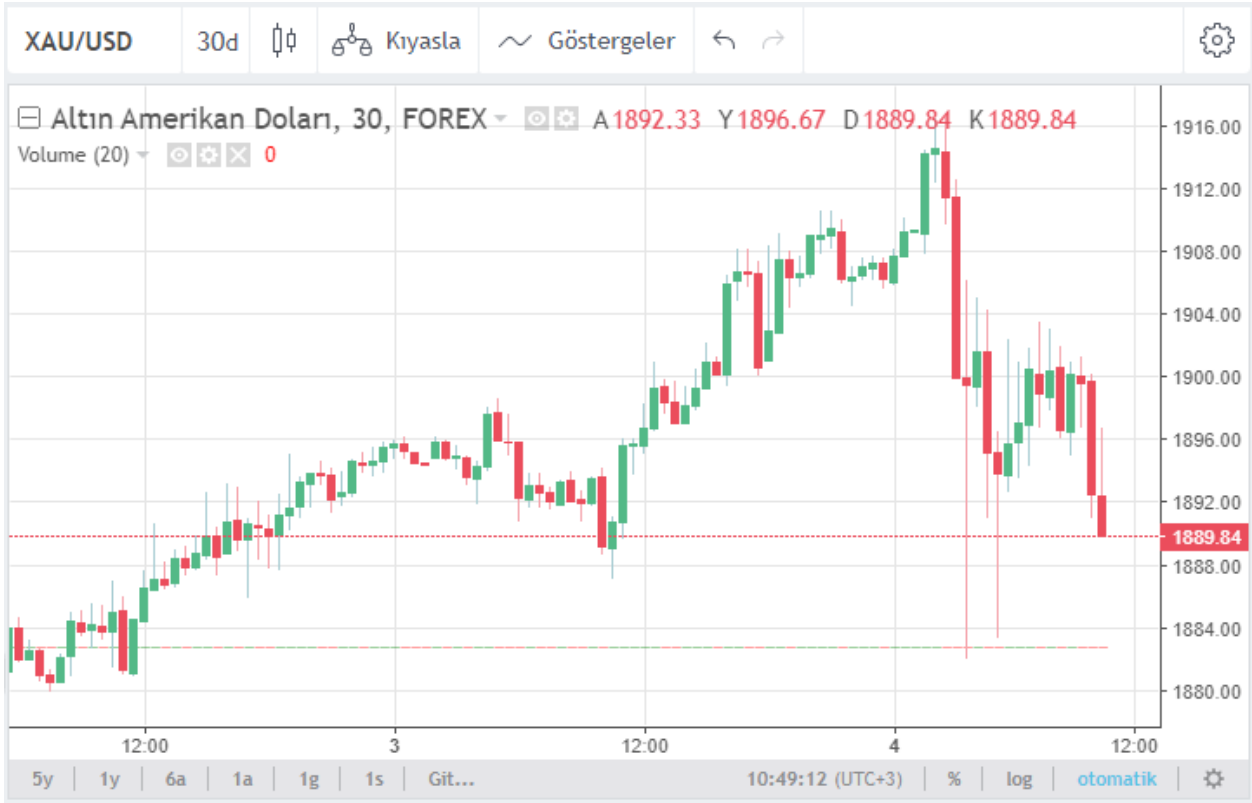 XAU/USD 30d Kıyasla Göstergeler
Altın Amerikan Doları, 30, FOREX A1892.33 Y1896.67 D1889.84 K1889.84
Volume (20) 0
1916.00
1912.00
1908.00
1904.00
1900.00
1896.00
1892.00
1889.84
1888.00
1884.00
1880.00
12:00 3 12:00 4 12:00
5y 1y 6a 1a 1g 1s Git... 10:49:12 (UTC+3) % log otomatik